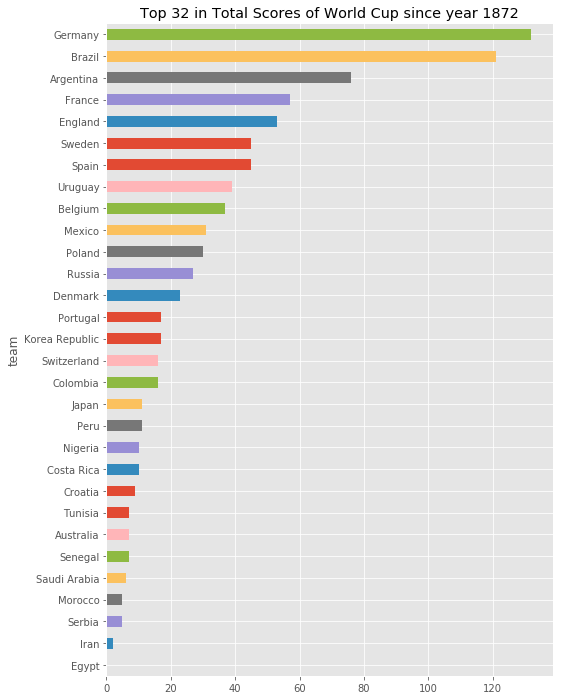 Top 32 in Total Scores of World Cup since year 1872
team
Germany
Brazil
Argentina
France
England
Sweden
Spain
Uruguay
Belgium
Mexico
Poland
Russia
Denmark
Portugal
Korea Republic
Switzerland
Colombia
Japan
Peru
Nigeria
Costa Rica
Croatia
Tunisia
Australia
Senegal
Saudi Arabia
Morocco
Serbia
Iran
Egypt
0 20 40 60 80 100 120